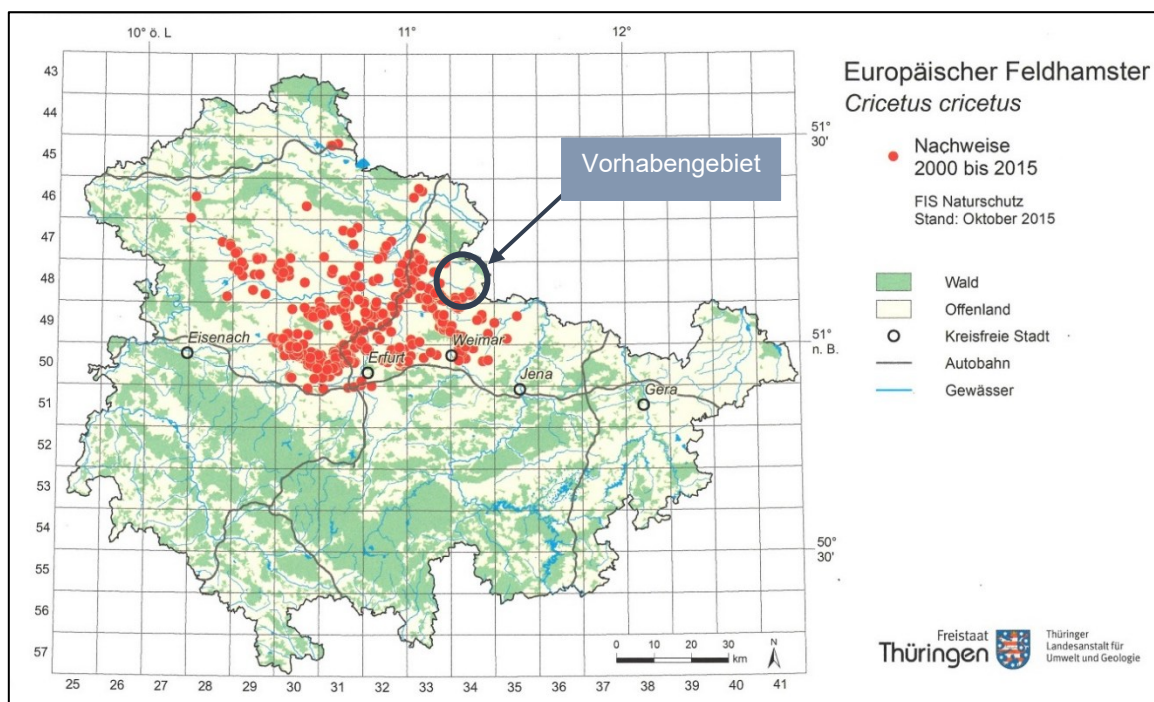 10° ö. L
11°
12°
43
44
45
46
47
48
49
50
51
52
53
54
55
56
57
51°
30'
51°
n. B.
50°
30'
Vorhabengebiet
Eisenach
Erfurt
Weimar
Jena
Gera
0 10 20 30
km
N
25 26 27 28 29 30 31 32 33 34 35 36 37 38 39 40 41
Europäischer Feldhamster
Cricetus cricetus
Nachweise
2000 bis 2015
FIS Naturschutz
Stand: Oktober 2015
Wald
Offenland
Kreisfreie Stadt
Autobahn
Gewässer
Freistaat
Thüringen
Thüringer
Landesanstalt für
Umwelt und Geologie